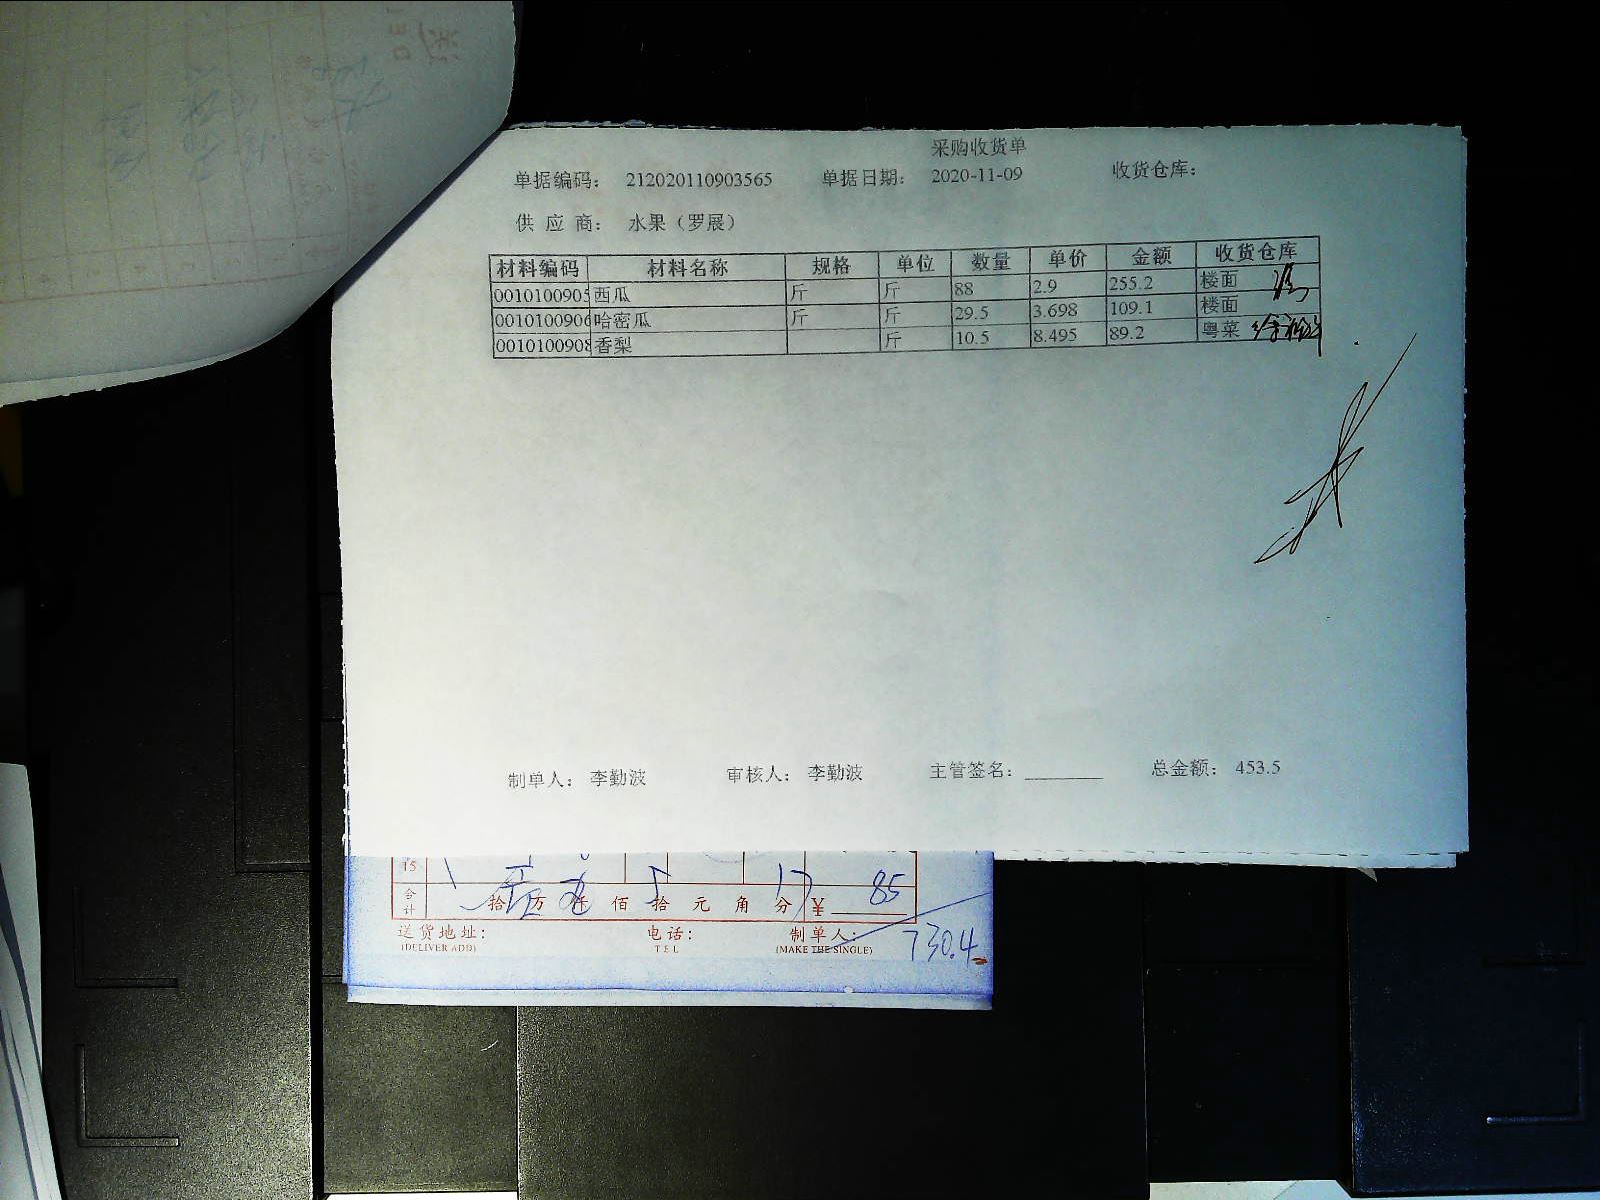 采购收货单
单据编码： 212020110903565 单据日期： 2020-11-09 收货仓库：
供 应 商： 水果（罗展）
材料编码 材料名称 规格 单位 数量 单价 金额 收货仓库
0010100905 西瓜 斤 斤 88 2.9 255.2 楼面
0010100906 哈密瓜 斤 斤 29.5 3.698 109.1 楼面
0010100908 香梨 斤 10.5 8.495 89.2 粤菜
制单人： 李勤波 审核人： 李勤波 主管签名： ________ 总金额： 453.5
15
合计 拾 万 仟 佰 拾 元 角 分 ¥ 85
送货地址： 电话： 制单人： 730.4
(DELIVER ADD) TEL (MAKE THE SINGLE)